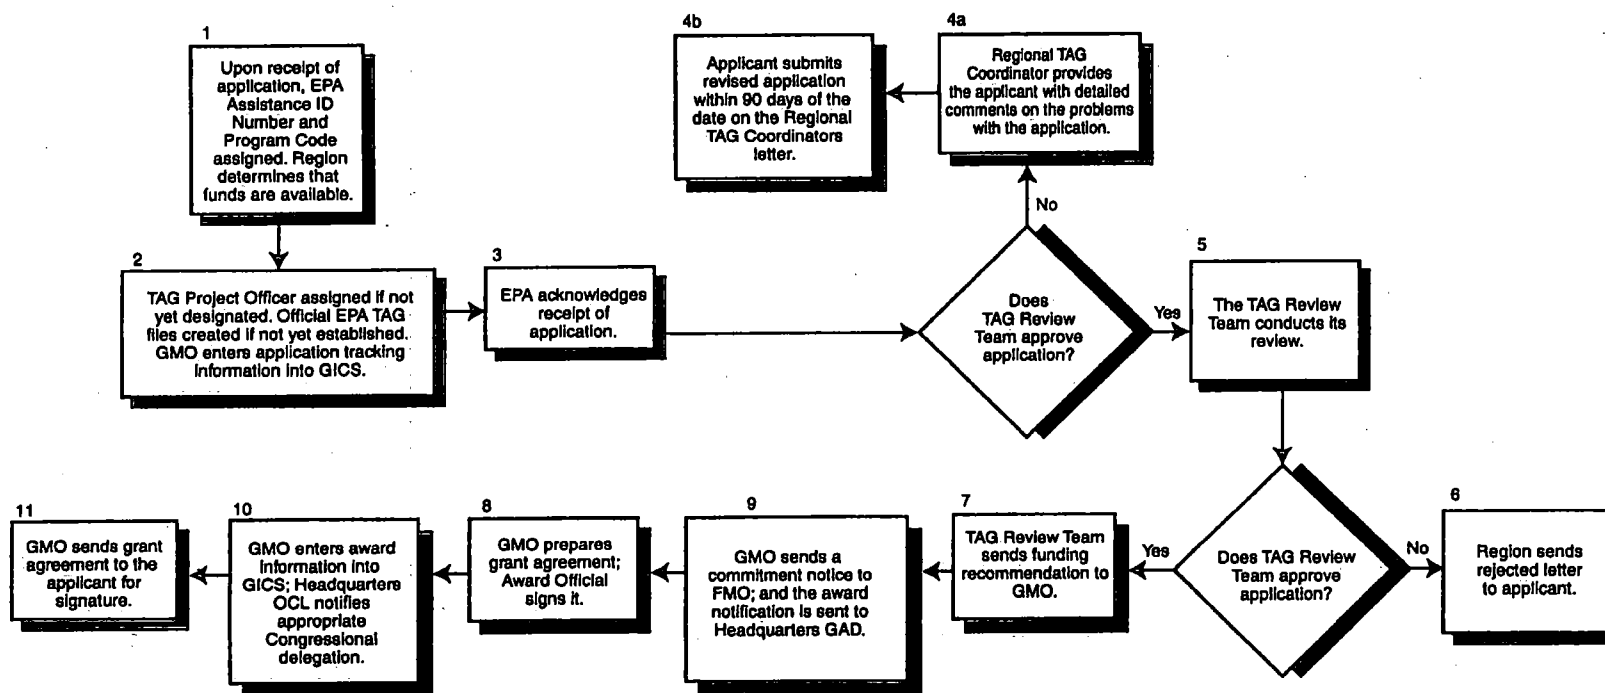 1
Upon receipt of
application, EPA
Assistance ID
Number and
Program Code
assigned. Region
determines that
funds are available.
2
TAG Project Officer assigned if not
yet designated. Official EPA TAG
files created if not yet established.
GMO enters application tracking
information into GICS.
3
EPA acknowledges
receipt of
application.
Does
TAG Review
Team approve
application?
No
4a
Regional TAG
Coordinator provides
the applicant with detailed
comments on the problems
with the application.
4b
Applicant submits
revised application
within 90 days of the
date on the Regional
TAG Coordinators
letter.
Yes
5
The TAG Review
Team conducts its
review.
Does TAG Review
Team approve
application?
No
6
Region sends
rejected letter
to applicant.
Yes
7
TAG Review Team
sends funding
recommendation to
GMO.
9
GMO sends a
commitment notice to
FMO; and the award
notification is sent to
Headquarters GAD.
8
GMO prepares
grant agreement;
Award Official
signs it.
10
GMO enters award
information into
GICS; Headquarters
OCL notifies
appropriate
Congressional
delegation.
11
GMO sends grant
agreement to the
applicant for
signature.